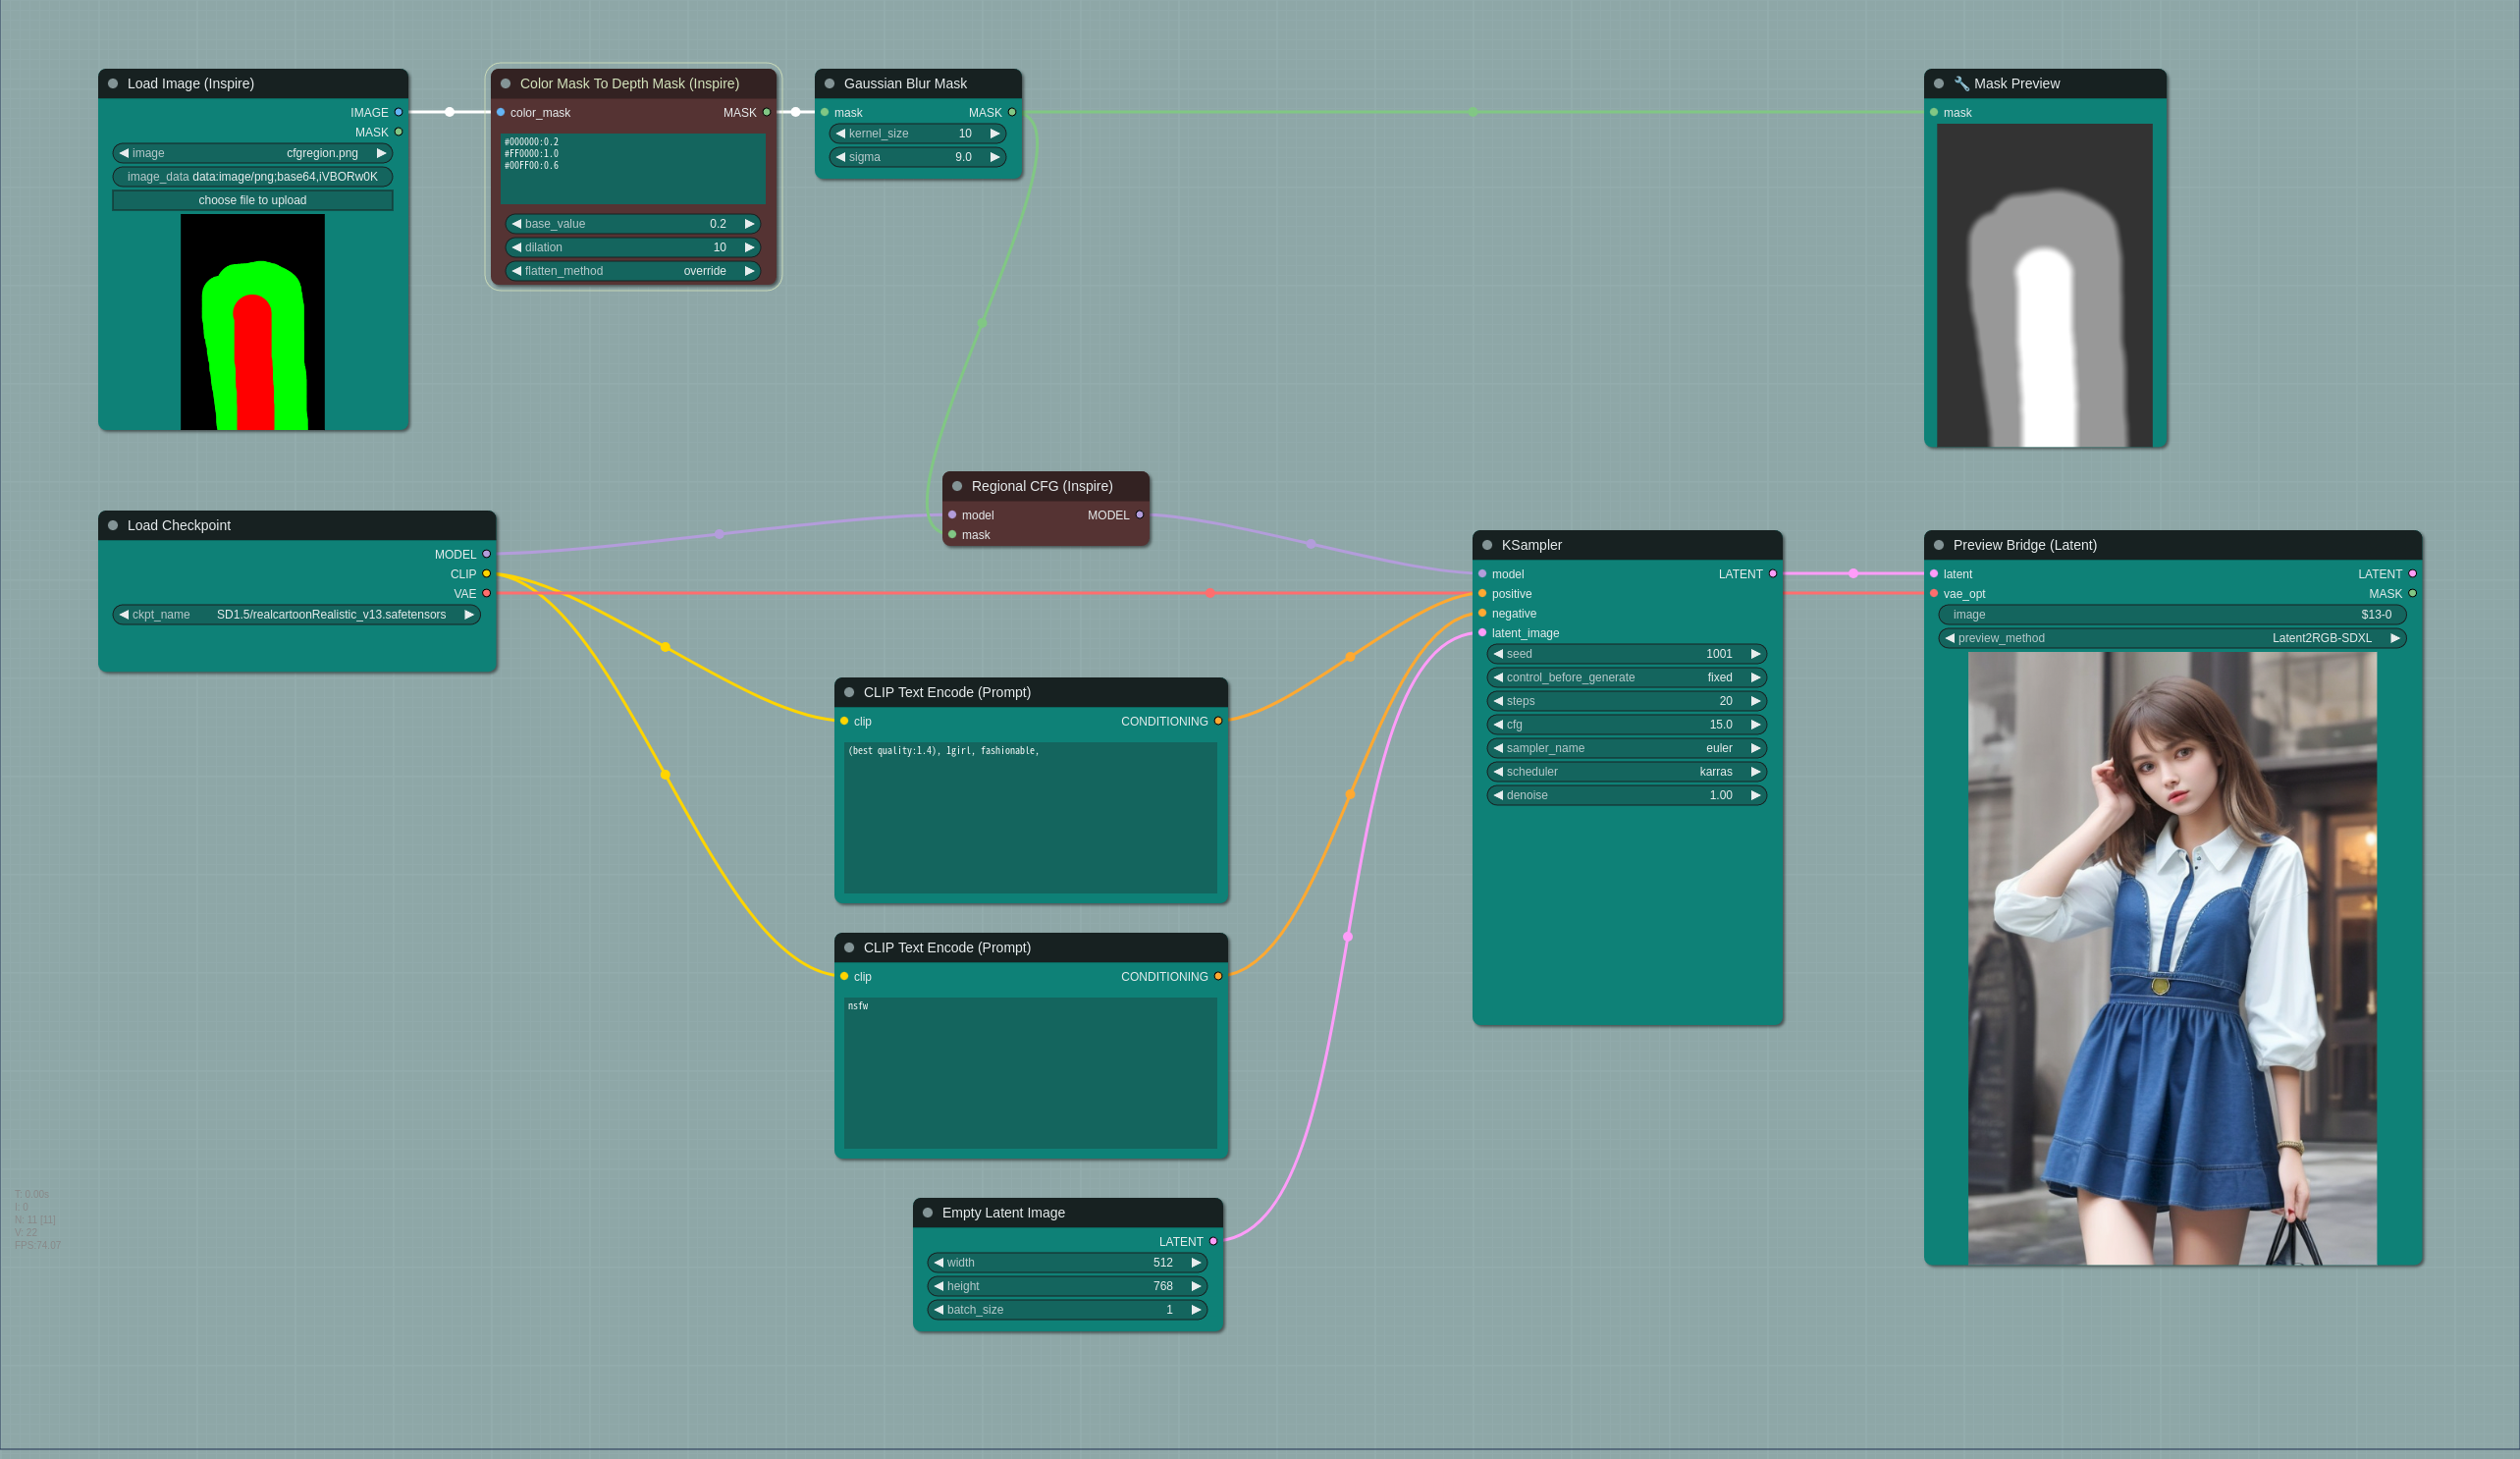 Load Image (Inspire)
IMAGE
MASK
image cfgregion.png
image_data data:image/png;base64,iVBORw0K
choose file to upload
Color Mask To Depth Mask (Inspire)
color_mask MASK
#000000:0.2
#FF0000:1.0
#00FF00:0.6
base_value 0.2
dilation 10
flatten_method override
Gaussian Blur Mask
mask MASK
kernel_size 10
sigma 9.0
🔧 Mask Preview
mask
Regional CFG (Inspire)
model MODEL
mask
Load Checkpoint
MODEL
CLIP
VAE
ckpt_name SD1.5/realcartoonRealistic_v13.safetensors
CLIP Text Encode (Prompt)
clip CONDITIONING
(best quality:1.4), 1girl, fashionable,
CLIP Text Encode (Prompt)
clip CONDITIONING
nsfw
Empty Latent Image
LATENT
width 512
height 768
batch_size 1
KSampler
model LATENT
positive
negative
latent_image
seed 1001
control_before_generate fixed
steps 20
cfg 15.0
sampler_name euler
scheduler karras
denoise 1.00
Preview Bridge (Latent)
latent LATENT
vae_opt MASK
image $13-0
preview_method Latent2RGB-SDXL
T: 0.00s
I: 0
N: 11 [11]
V: 22
FPS:74.07